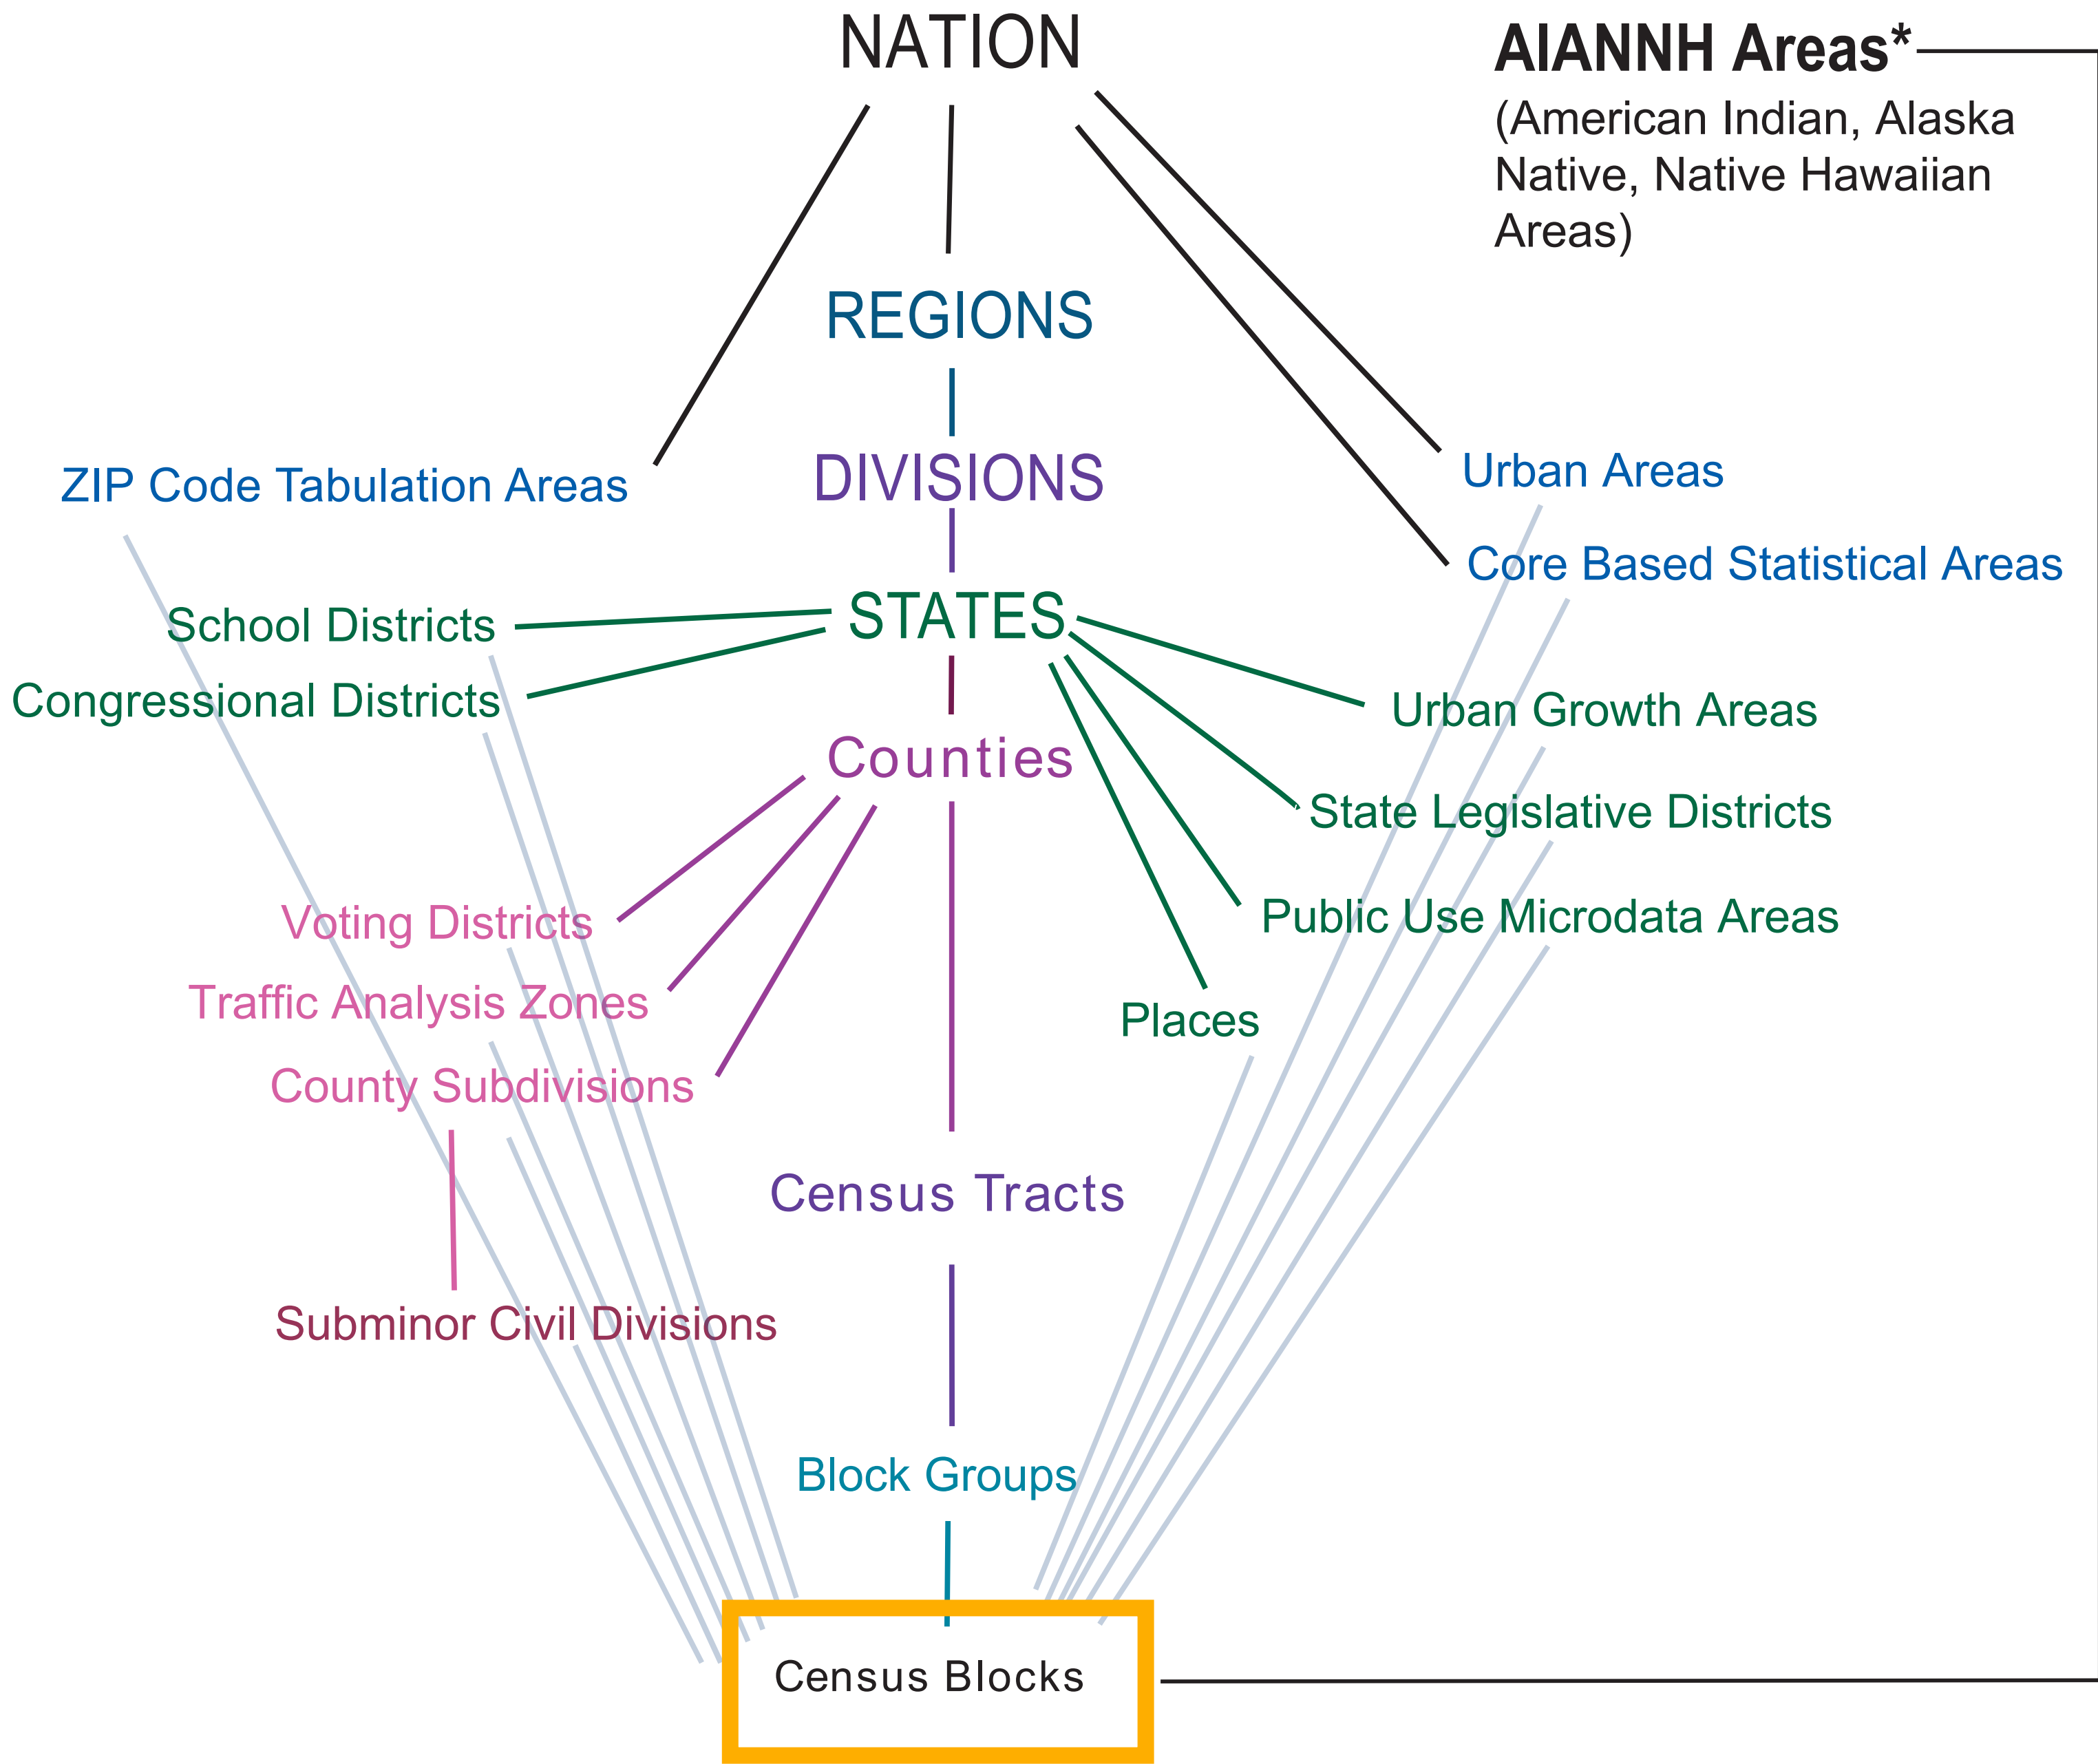 NATION
AIANNH Areas*
(American Indian, Alaska
Native, Native Hawaiian
Areas)
REGIONS
ZIP Code Tabulation Areas
DIVISIONS
Urban Areas
Core Based Statistical Areas
School Districts
STATES
Congressional Districts
Urban Growth Areas
Counties
State Legislative Districts
Voting Districts
Public Use Microdata Areas
Traffic Analysis Zones
Places
County Subdivisions
Census Tracts
Subminor Civil Divisions
Block Groups
Census Blocks